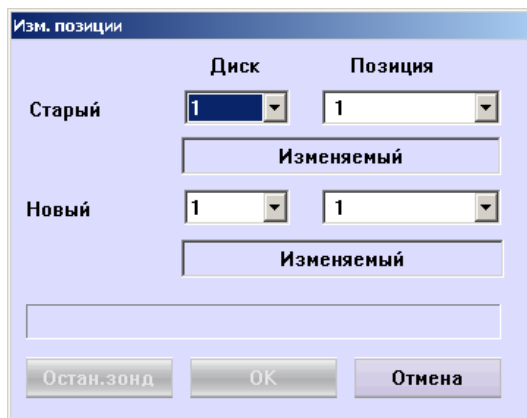 Изм. позиции
Диск Позиция
Старый 1 1
Изменяемый
Новый 1 1
Изменяемый
Остан.зонд OK Отмена